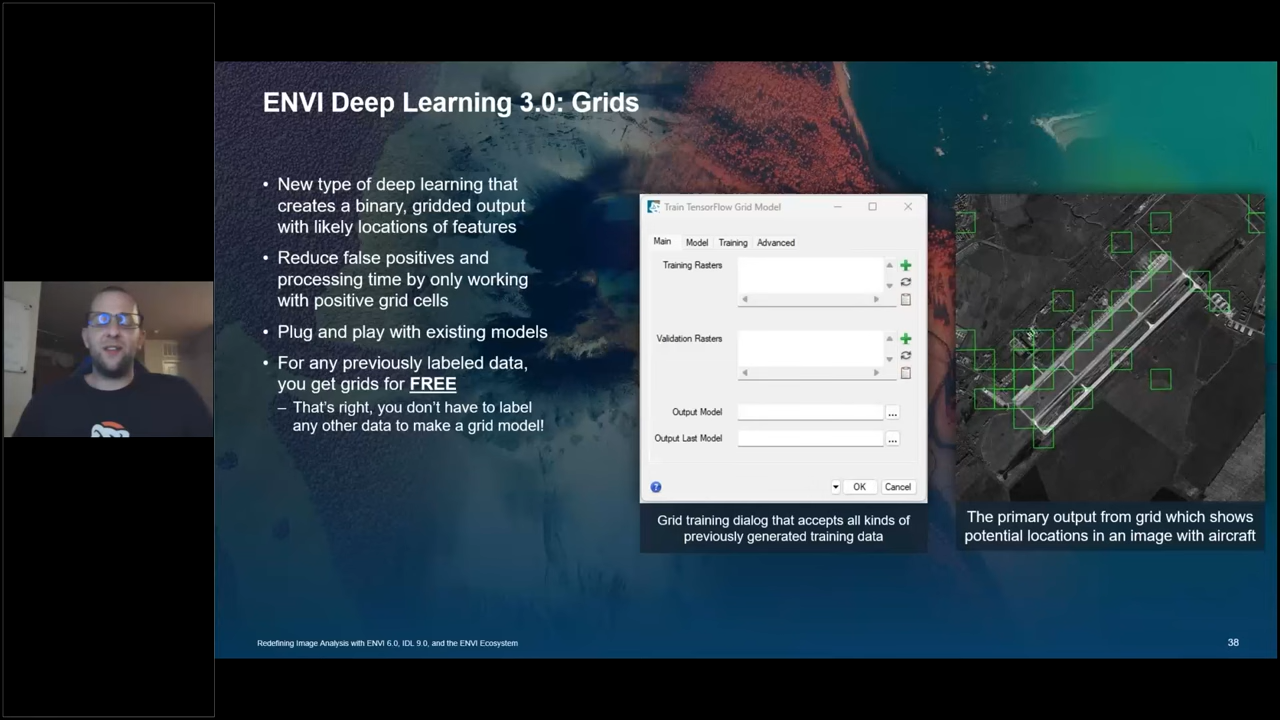 ENVI Deep Learning 3.0: Grids
• New type of deep learning that
creates a binary, gridded output
with likely locations of features
• Reduce false positives and
processing time by only working
with positive grid cells
• Plug and play with existing models
• For any previously labeled data,
you get grids for FREE
– That's right, you don't have to label
any other data to make a grid model!
Train TensorFlow Grid Model
Main Model Training Advanced
Training Rasters
Validation Rasters
Output Model ...
Output Last Model ...
OK Cancel
Grid training dialog that accepts all kinds of
previously generated training data
The primary output from grid which shows
potential locations in an image with aircraft
Redefining Image Analysis with ENVI 6.0, IDL 9.0, and the ENVI Ecosystem
38